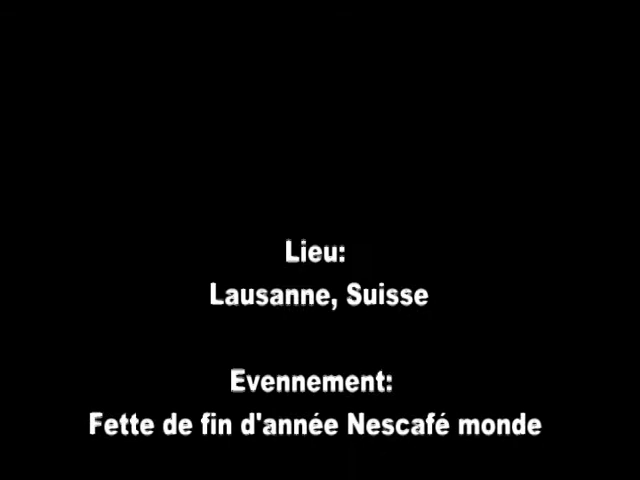 Lieu:
Lausanne, Suisse
Evennement:
Fette de fin d'année Nescafé monde